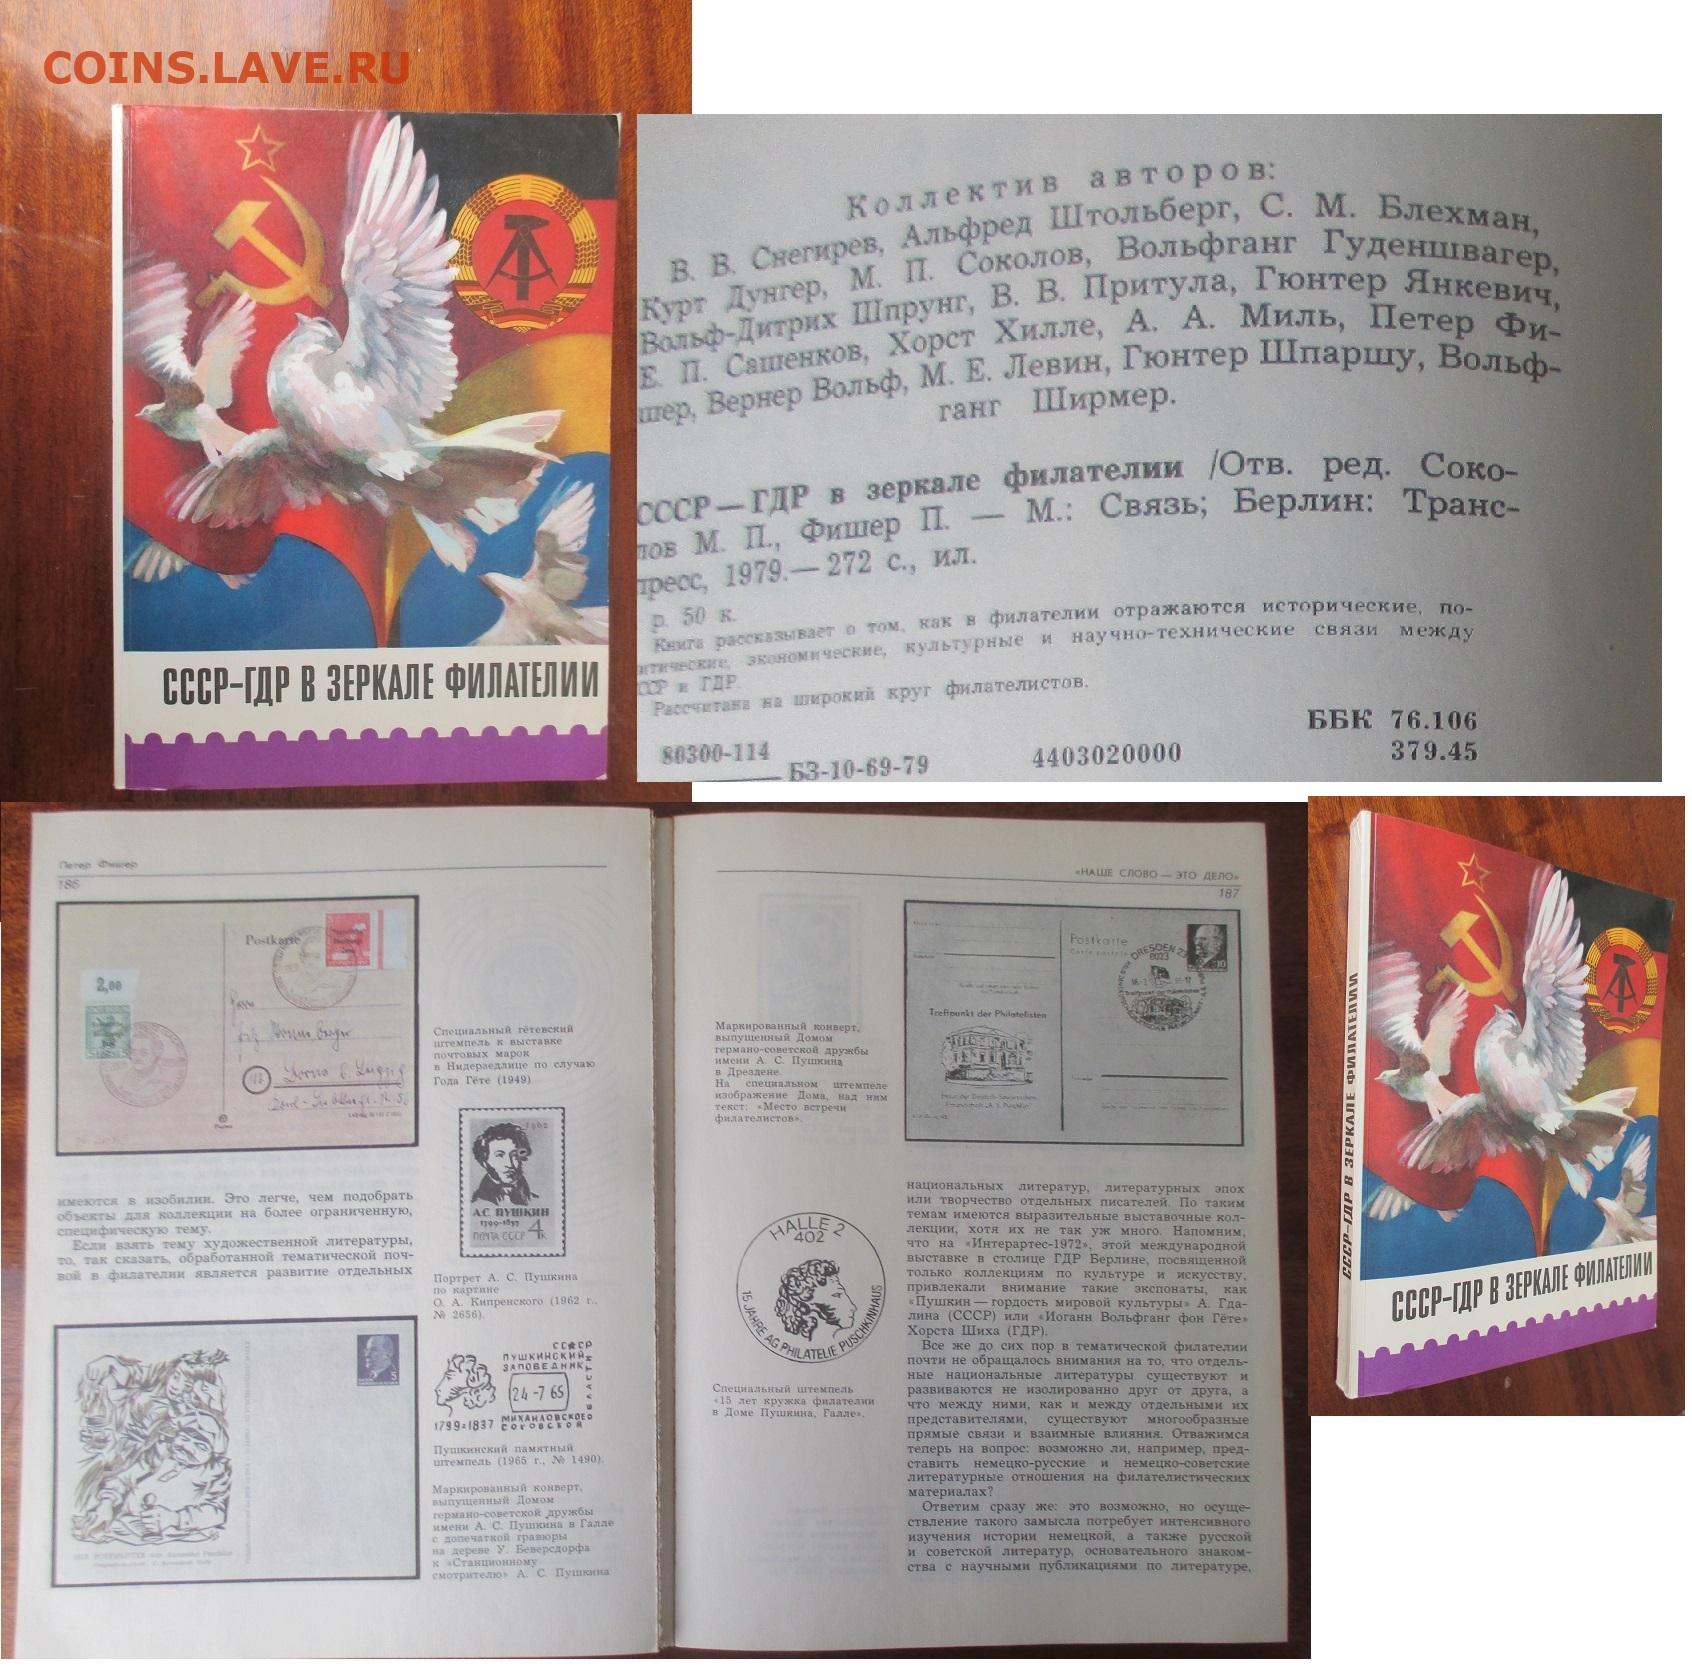 COINS.LAVE.RU
СССР-ГДР В ЗЕРКАЛЕ ФИЛАТЕЛИИ
Коллектив авторов:
В. В. Снегирев, Альфред Штольберг, С. М. Блехман,
Курт Дунгер, М. П. Соколов, Вольфганг Гуденшвагер,
Вольф-Дитрих Шпрунг, В. В. Притула, Гюнтер Янкевич,
Е. П. Сашенков, Хорст Хилле, А. А. Миль, Петер Фи-
шер, Вернер Вольф, М. Е. Левин, Гюнтер Шпаршу, Вольф-
ганг Ширмер.
СССР — ГДР в зеркале филателии /Отв. ред. Соко-
лов М. П., Фишер П. — М.: Связь; Берлин: Транс-
пресс, 1979.— 272 с., ил.
р. 50 к.
Книга рассказывает о том, как в филателии отражаются исторические, по-
итические, экономические, культурные и научно-технические связи между
СССР и ГДР.
Рассчитана на широкий круг филателистов.
ББК 76.106
379.45
80300-114
БЗ-10-69-79
4403020000
Петер Фишер
186
Postkarte
2,00
Специальный гётевский
штемпель к выставке
почтовых марок
в Нидерзедлице по случаю
Года Гёте (1949)
1962
А.С. ПУШКИН
1799-1837
ПОЧТА СССР 4к
имеются в изобилии. Это легче, чем подобрать
объекты для коллекции на более ограниченную,
специфическую тему.
Если взять тему художественной литературы,
то, так сказать, обработанной тематической поч-
вой в филателии является развитие отдельных
Портрет А. С. Пушкина
по картине
О. А. Кипренского (1962 г.,
№ 2656).
5
СССР
ПУШКИНСКИЙ
ЗАПОВЕДНИК
24-7 65
1799=1837
МИХАЙЛОВСКОЕ
ПСКОВСКОЙ
ОБЛАСТИ
Пушкинский памятный
штемпель (1965 г., № 1490).
Маркированный конверт,
выпущенный Домом
германо-советской дружбы
имени А. С. Пушкина в Галле
с допечаткой гравюры
на дереве У. Беверсдорфа
к «Станционному
смотрителю» А. С. Пушкина
«НАШЕ СЛОВО — ЭТО ДЕЛО»
187
Маркированный конверт,
выпущенный Домом
германо-советской дружбы
имени А. С. Пушкина
в Дрездене.
На специальном штемпеле
изображение Дома, над ним
текст: «Место встречи
филателистов».
Postkarte
DRESDEN 23
8023
10
Treffpunkt der Philatelisten
HALLE 2
402
15 JAHRE AG PHILATELIE PUSCHKINHAUS
Специальный штемпель
«15 лет кружка филателии
в Доме Пушкина, Галле».
национальных литератур, литературных эпох
или творчество отдельных писателей. По таким
темам имеются выразительные выставочные кол-
лекции, хотя их не так уж много. Напомним,
что на «Интерартес-1972», этой международной
выставке в столице ГДР Берлине, посвященной
только коллекциям по культуре и искусству,
привлекали внимание такие экспонаты, как
«Пушкин — гордость мировой культуры» А. Гда-
лина (СССР) или «Иоганн Вольфганг фон Гёте»
Хорста Шиха (ГДР).
Все же до сих пор в тематической филателии
почти не обращалось внимания на то, что отдель-
ные национальные литературы существуют и
развиваются не изолированно друг от друга, а
что между ними, как и между отдельными их
представителями, существуют многообразные
прямые связи и взаимные влияния. Отважимся
теперь на вопрос: возможно ли, например, пред-
ставить немецко-русские и немецко-советские
литературные отношения на филателистических
материалах?
Ответим сразу же: это возможно, но осуще-
ствление такого замысла потребует интенсивного
изучения истории немецкой, а также русской
и советской литератур, основательного знаком-
ства с научными публикациями по литературе,
СССР-ГДР В ЗЕРКАЛЕ ФИЛАТЕЛИИ
СССР-ГДР В ЗЕРКАЛЕ ФИЛАТЕЛИИ